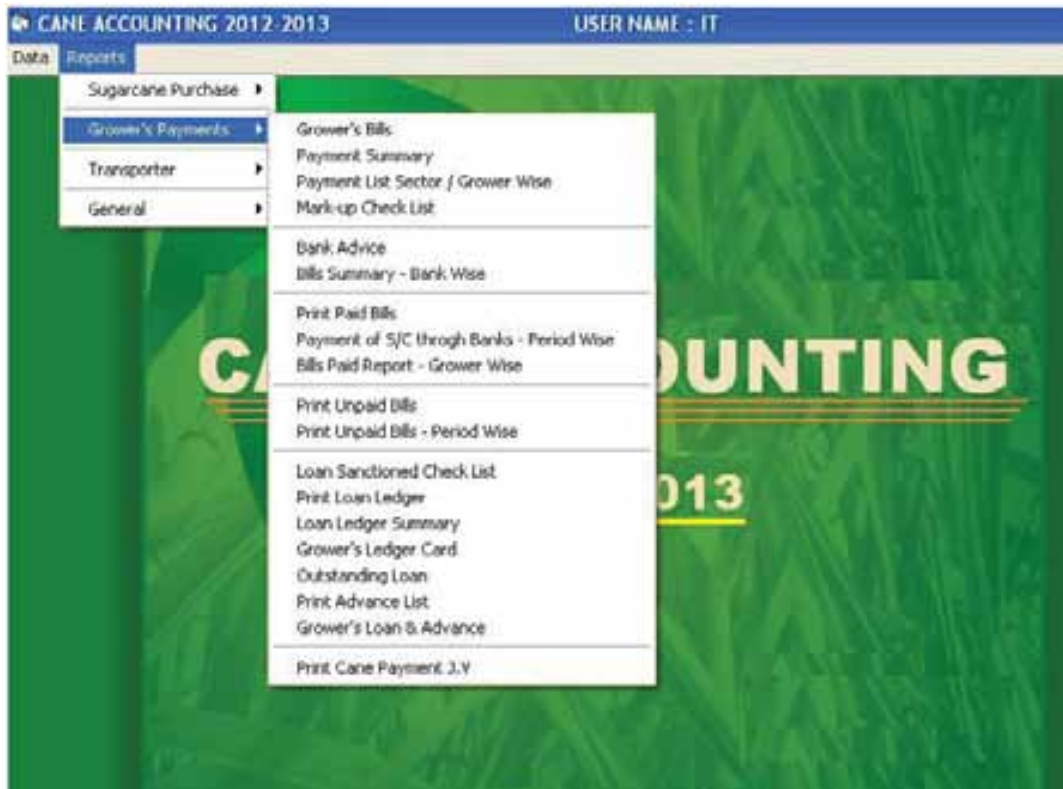 CANE ACCOUNTING 2012-2013 USER NAME : IT
Data Reports
Sugarcane Purchase
Grower's Payments
Transporter
General
Grower's Bills
Payment Summary
Payment List Sector / Grower Wise
Mark-up Check List
Bank Advice
Bills Summary - Bank Wise
Print Paid Bills
Payment of S/C throgh Banks - Period Wise
Bills Paid Report - Grower Wise
Print Unpaid Bills
Print Unpaid Bills - Period Wise
Loan Sanctioned Check List
Print Loan Ledger
Loan Ledger Summary
Grower's Ledger Card
Outstanding Loan
Print Advance List
Grower's Loan & Advance
Print Cane Payment J.V
C OUNTING
013